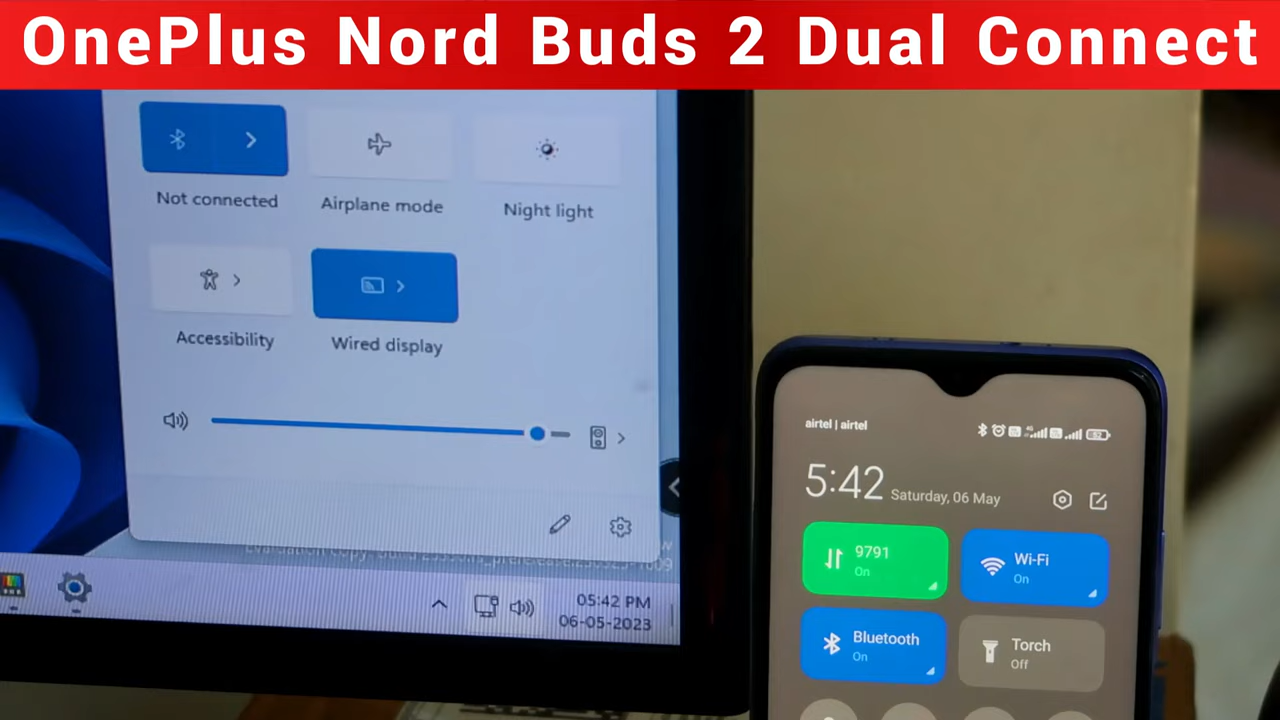 OnePlus Nord Buds 2 Dual Connect
Not connected
Airplane mode
Night light
Accessibility
Wired display
05:42 PM
06-05-2023
airtel | airtel
5:42 Saturday, 06 May
9791
On
Wi-Fi
On
Bluetooth
On
Torch
Off